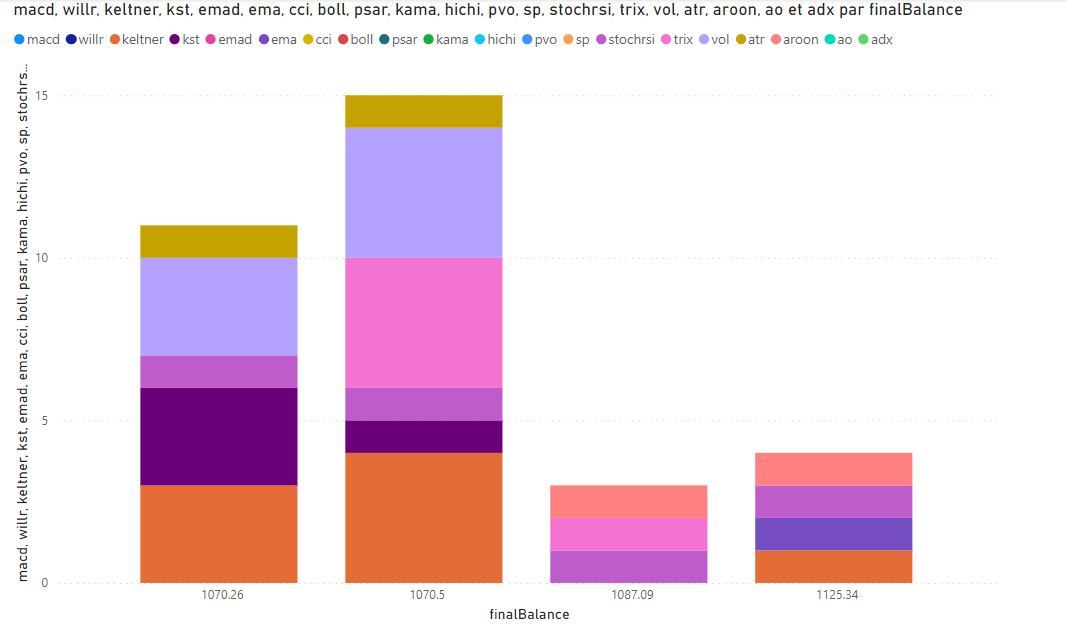 macd, willr, keltner, kst, emad, ema, cci, boll, psar, kama, hichi, pvo, sp, stochrsi, trix, vol, atr, aroon, ao et adx par finalBalance
macd willr keltner kst emad ema cci boll psar kama hichi pvo sp stochrsi trix vol atr aroon ao adx
macd, willr, keltner, kst, emad, ema, cci, boll, psar, kama, hichi, pvo, sp, stochrs...
15
10
5
0
1070.26 1070.5 1087.09 1125.34
finalBalance